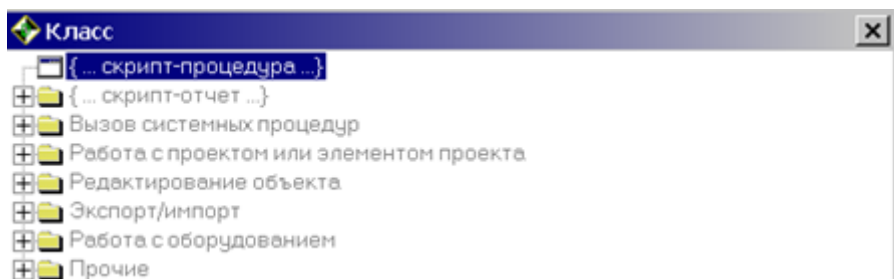 Класс
{ ... скрипт-процедура ...}
{ ... скрипт-отчет ...}
Вызов системных процедур
Работа с проектом или элементом проекта
Редактирование объекта
Экспорт/импорт
Работа с оборудованием
Прочие